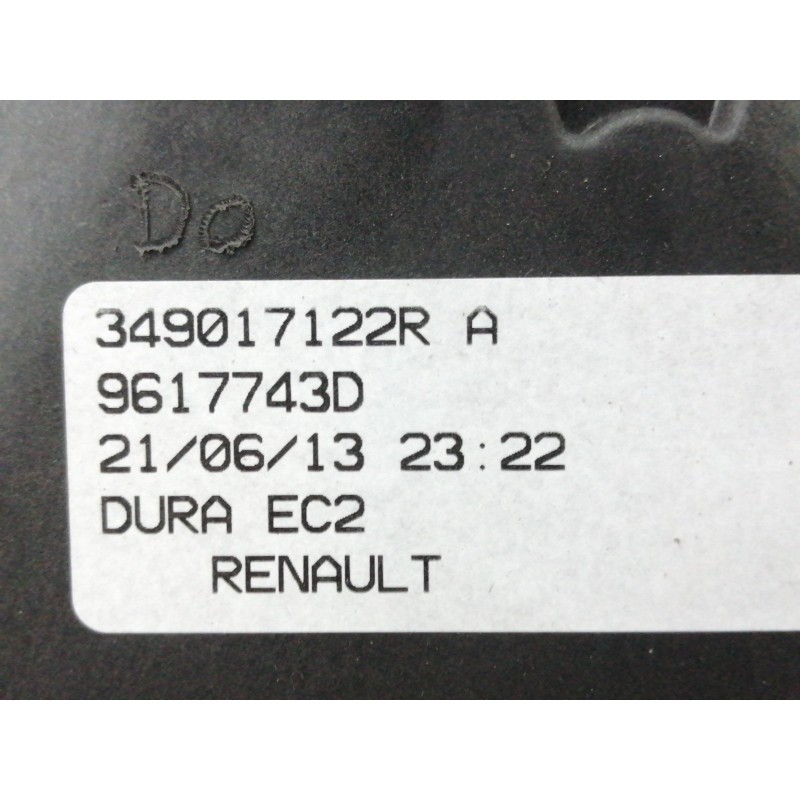 Do
349017122R A
9617743D
21/06/13 23:22
DURA EC2
RENAULT